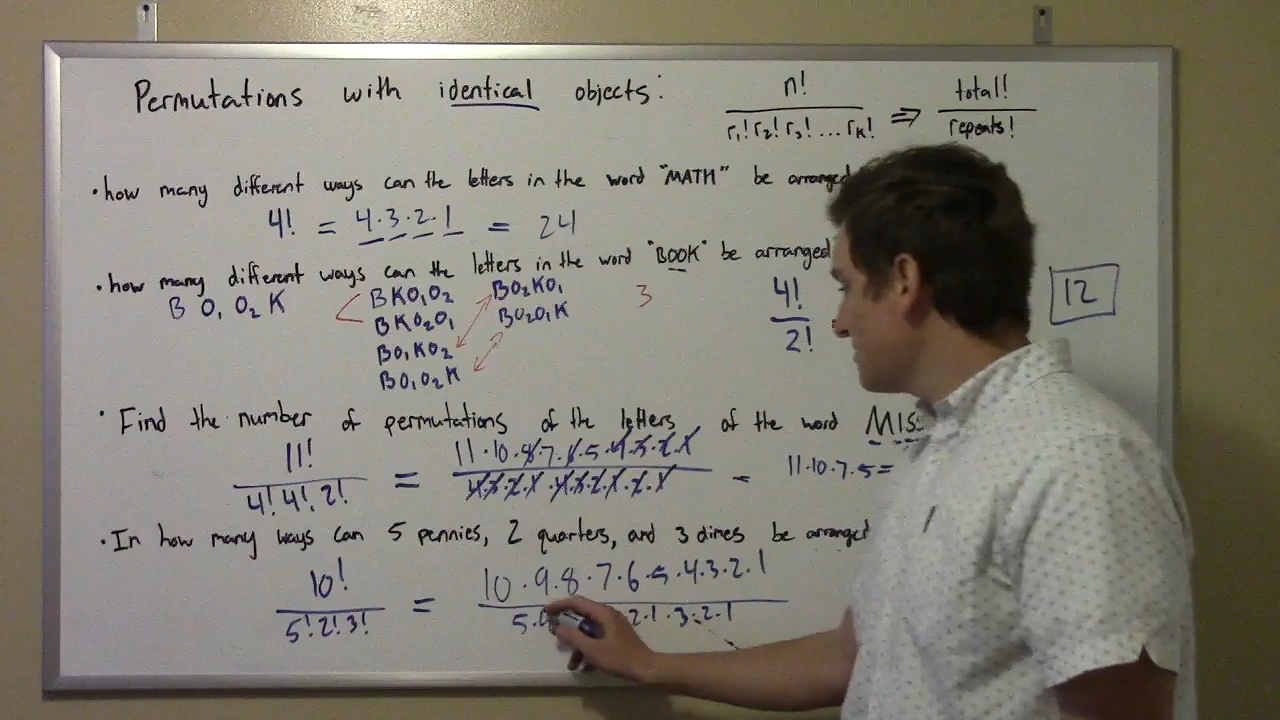 Permutations with identical objects: n! / r₁! r₂! r₃! ... rₖ! ⇒ total! / repeats!
• how many different ways can the letters in the word "MATH" be arranged
4! = 4·3·2·1 = 24
• how many different ways can the letters in the word "BOOK" be arranged
B O₁ O₂ K
BKO₁O₂
BKO₂O₁
BO₁KO₂
BO₁O₂K
BO₂KO₁
BO₂O₁K
3
4! / 2!
12
• Find the number of permutations of the letters of the word MISS
11! / 4! 4! 2! = 11·10·9·8·7·6·5·4·3·2·1 / 4·3·2·1·4·3·2·1·2·1 = 11·10·7·5=
• In how many ways can 5 pennies, 2 quarters, and 3 dimes be arranged
10! / 5! 2! 3! = 10·9·8·7·6·5·4·3·2·1 / 5· 2·1·3·2·1